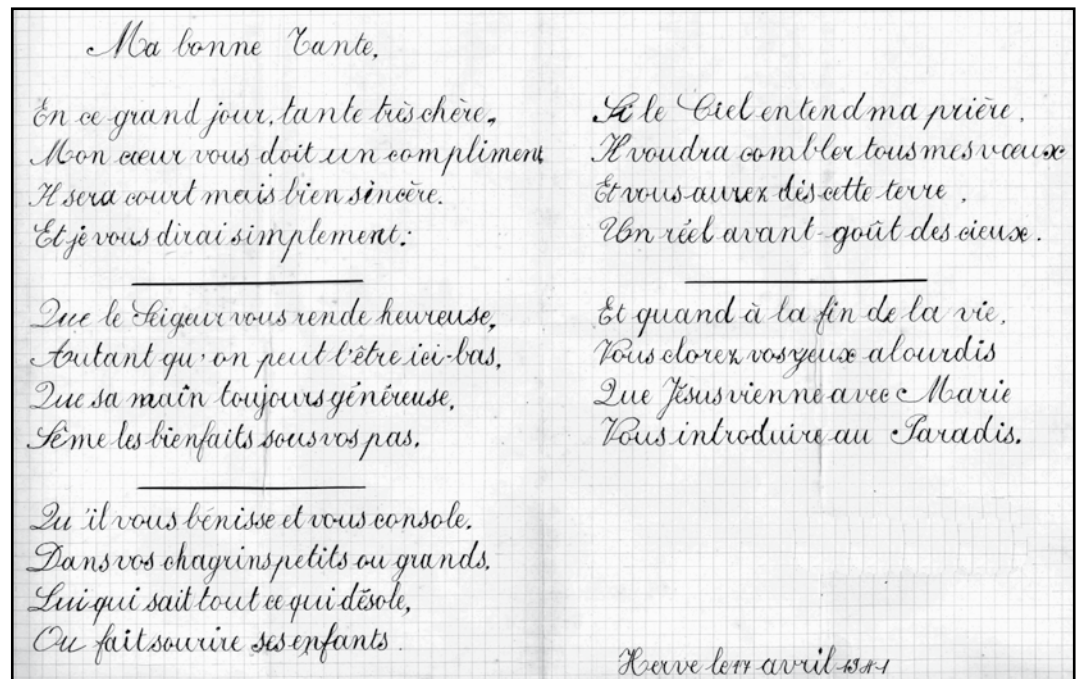 Ma bonne Tante,
En ce grand jour, tante très chère,
Mon cœur vous doit un compliment
Il sera court mais bien sincère.
Et je vous dirai simplement:
Que le Seigeur vous rende heureuse,
Autant qu'on peut l'être ici-bas,
Que sa main toujours généreuse,
Sème les bienfaits sous vos pas.
Qu'il vous bénisse et vous console.
Dans vos chagrins petits ou grands.
Lui qui sait tout ce qui désole,
Ou fait sourire ses enfants.
Si le Ciel entend ma prière,
Il voudra combler tous mes vœux
Et vous aurez dès cette terre,
Un réel avant-goût des cieux.
Et quand à la fin de la vie,
Vous clorez vos yeux alourdis
Que Jésus vienne avec Marie
Vous introduire au Paradis.
Herve le 17 avril